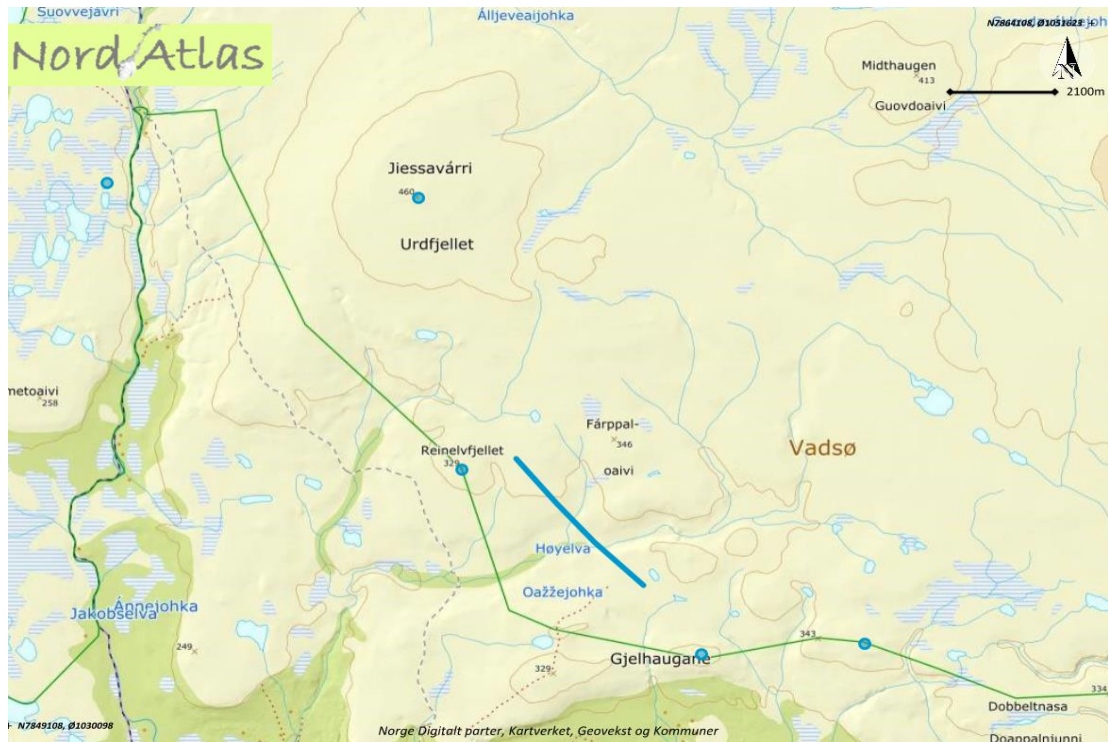 Suovvejávri
Álljeveaijohka
N7864108, Ø1051623 +
Nord Atlas
N
2100m
Midthaugen
413
Guovdoaivi
Jiessavárri
460
Urdfjellet
metoaivi
258
Reinelvfjellet
329
Fárppal-
346
oaivi
Vadsø
Høyelva
Oažžejohka
Ánnejohka
Jakobselva
249
343
Gjelhaugane
329
334
Dobbeltnasa
Doappalnjunni
+ N7849108, Ø1030098
Norge Digitalt parter, Kartverket, Geovekst og Kommuner